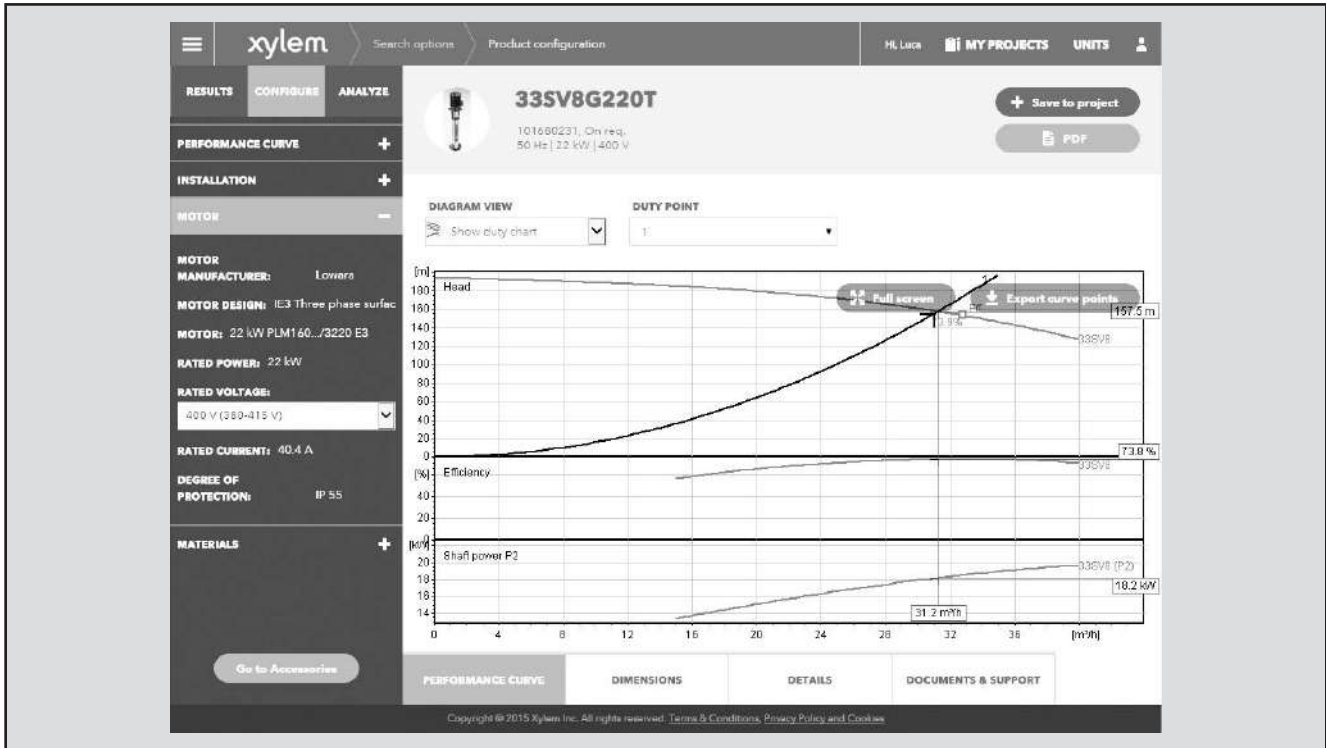 xylem
Search options
Product configuration
Hi, Luca
MY PROJECTS
UNITS
RESULTS
CONFIGURE
ANALYZE
PERFORMANCE CURVE +
INSTALLATION +
MOTOR −
MOTOR
MANUFACTURER: Lowara
MOTOR DESIGN: IE3 Three phase surfac
MOTOR: 22 kW PLM160.../3220 E3
RATED POWER: 22 kW
RATED VOLTAGE:
400 V (380-415 V)
RATED CURRENT: 40.4 A
DEGREE OF
PROTECTION: IP 55
MATERIALS +
Go to Accessories
33SV8G220T
101680231, On req.
50 Hz | 22 kW | 400 V
+ Save to project
PDF
DIAGRAM VIEW
Show duty chart
DUTY POINT
1
[m]
Head
180
160
140
120
100
80
60
40
20
0
1
Full screen
Export curve points
157.5 m
3.9%
33SV8
73.8 %
[%]
Efficiency
33SV8
40
20
0
[kW]
Shaft power P2
20
18
16
14
33SV8 (P2)
18.2 kW
31.2 m³/h
0 4 8 12 16 20 24 28 32 36 [m³/h]
PERFORMANCE CURVE
DIMENSIONS
DETAILS
DOCUMENTS & SUPPORT
Copyright © 2015 Xylem Inc. All rights reserved. Terms & Conditions, Privacy Policy and Cookies